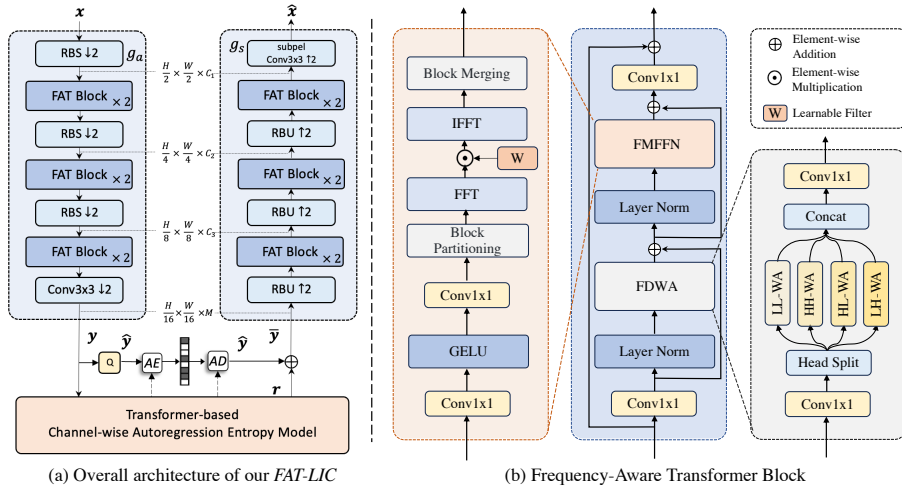 x
RBS ↓2
g_a
FAT Block ×2
RBS ↓2
FAT Block ×2
RBS ↓2
FAT Block ×2
Conv3x3 ↓2
H/2 × W/2 × C₁
H/4 × W/4 × C₂
H/8 × W/8 × C₃
H/16 × W/16 × M
x̂
g_s
subpel
Conv3x3 ↑2
FAT Block ×2
RBU ↑2
FAT Block ×2
RBU ↑2
FAT Block ×2
RBU ↑2
y
Q
ŷ
AE
AD
ŷ
ȳ
r
Transformer-based
Channel-wise Autoregression Entropy Model
(a) Overall architecture of our FAT-LIC
Block Merging
IFFT
W
FFT
Block
Partitioning
Conv1x1
GELU
Conv1x1
Conv1x1
FMFFN
Layer Norm
FDWA
Layer Norm
Conv1x1
Element-wise
Addition
Element-wise
Multiplication
W
Learnable Filter
Conv1x1
Concat
LL-WA
HH-WA
HL-WA
LH-WA
Head Split
Conv1x1
(b) Frequency-Aware Transformer Block